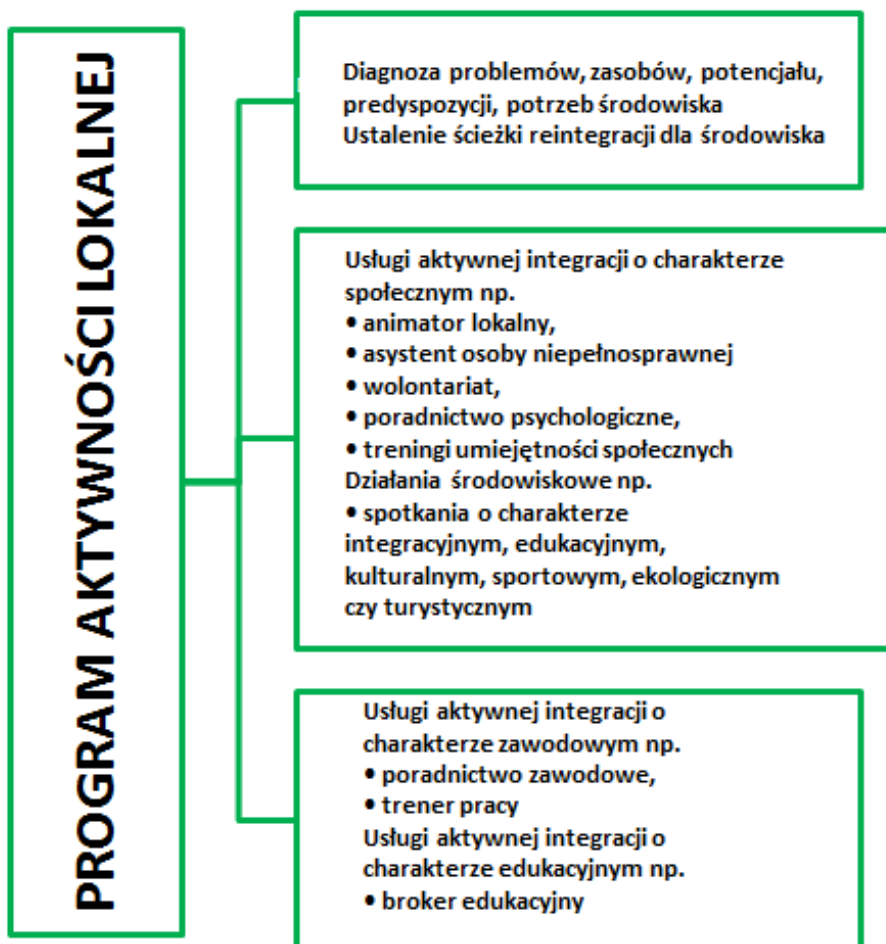 PROGRAM AKTYWNOŚCI LOKALNEJ
Diagnoza problemów, zasobów, potencjału,
predyspozycji, potrzeb środowiska
Ustalenie ścieżki reintegracji dla środowiska
Usługi aktywnej integracji o charakterze
społecznym np.
• animator lokalny,
• asystent osoby niepełnosprawnej
• wolontariat,
• poradnictwo psychologiczne,
• treningi umiejętności społecznych
Działania środowiskowe np.
• spotkania o charakterze
integracyjnym, edukacyjnym,
kulturalnym, sportowym, ekologicznym
czy turystycznym
Usługi aktywnej integracji o
charakterze zawodowym np.
• poradnictwo zawodowe,
• trener pracy
Usługi aktywnej integracji o
charakterze edukacyjnym np.
• broker edukacyjny